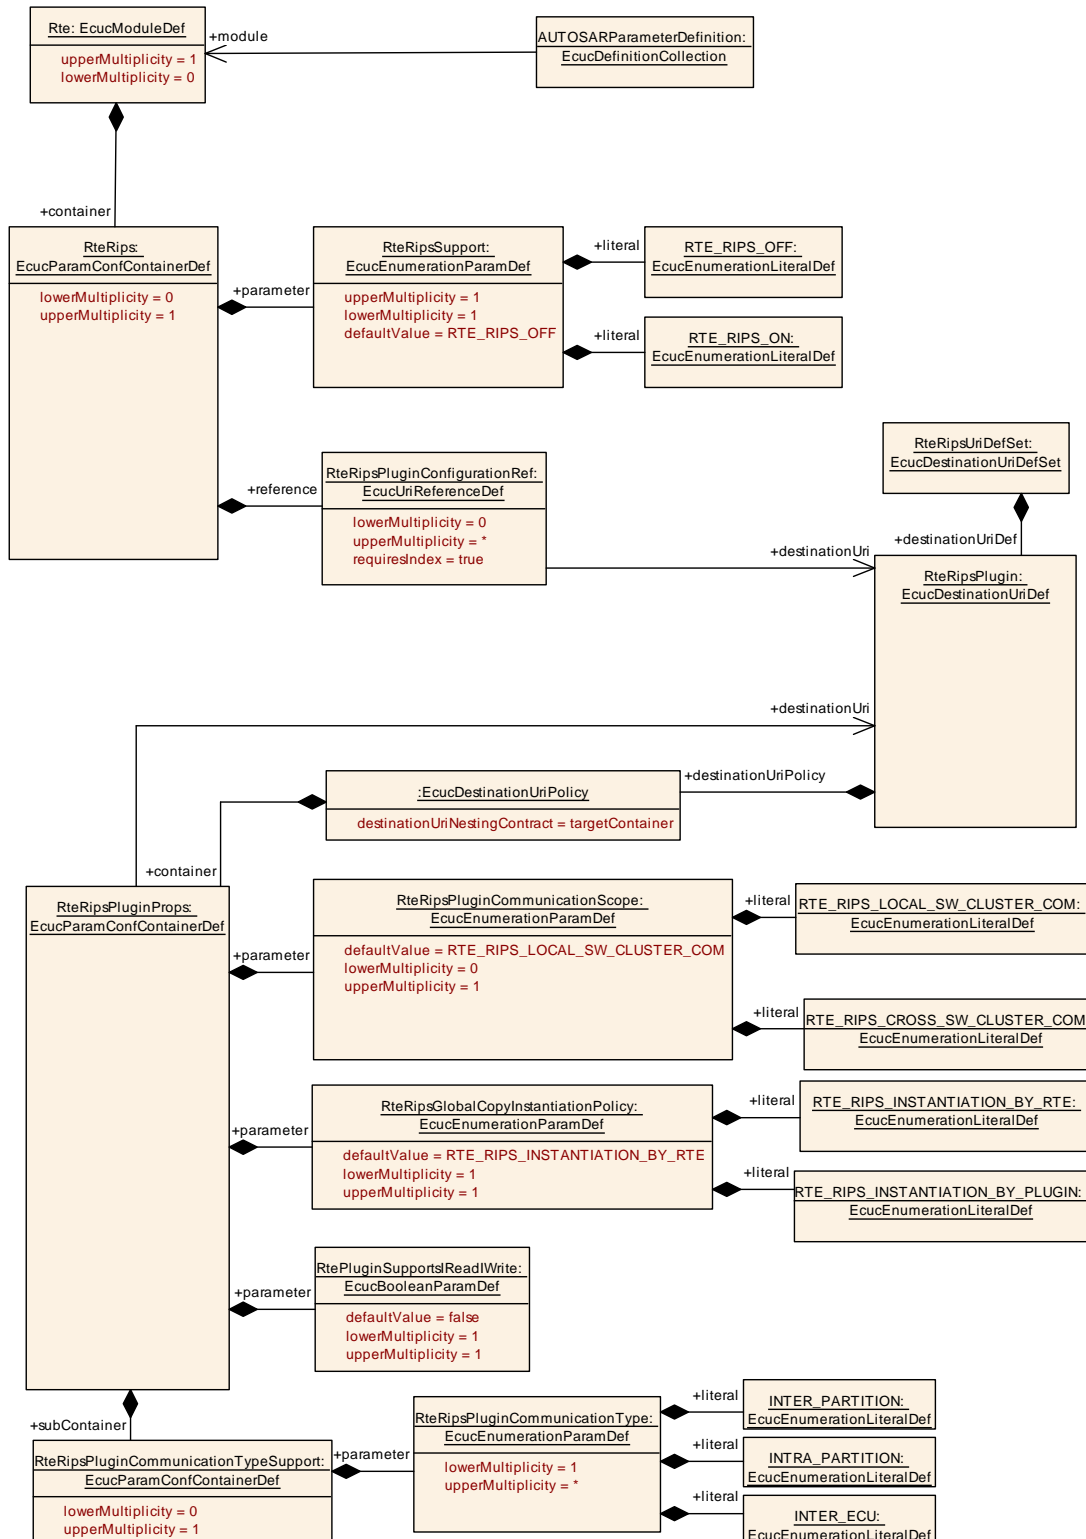 Rte: EcucModuleDef
upperMultiplicity = 1
lowerMultiplicity = 0
+module
AUTOSARParameterDefinition:
EcucDefinitionCollection
+container
RteRips:
EcucParamConfContainerDef
lowerMultiplicity = 0
upperMultiplicity = 1
+parameter
RteRipsSupport:
EcucEnumerationParamDef
upperMultiplicity = 1
lowerMultiplicity = 1
defaultValue = RTE_RIPS_OFF
+literal
RTE_RIPS_OFF:
EcucEnumerationLiteralDef
+literal
RTE_RIPS_ON:
EcucEnumerationLiteralDef
+reference
RteRipsPluginConfigurationRef:
EcucUriReferenceDef
lowerMultiplicity = 0
upperMultiplicity = *
requiresIndex = true
RteRipsUriDefSet:
EcucDestinationUriDefSet
+destinationUriDef
+destinationUri
RteRipsPlugin:
EcucDestinationUriDef
+destinationUri
+destinationUriPolicy
:EcucDestinationUriPolicy
destinationUriNestingContract = targetContainer
+container
RteRipsPluginProps:
EcucParamConfContainerDef
+parameter
RteRipsPluginCommunicationScope:
EcucEnumerationParamDef
defaultValue = RTE_RIPS_LOCAL_SW_CLUSTER_COM
lowerMultiplicity = 0
upperMultiplicity = 1
+literal
RTE_RIPS_LOCAL_SW_CLUSTER_COM:
EcucEnumerationLiteralDef
+literal
RTE_RIPS_CROSS_SW_CLUSTER_COM
EcucEnumerationLiteralDef
+parameter
RteRipsGlobalCopyInstantiationPolicy:
EcucEnumerationParamDef
defaultValue = RTE_RIPS_INSTANTIATION_BY_RTE
lowerMultiplicity = 1
upperMultiplicity = 1
+literal
RTE_RIPS_INSTANTIATION_BY_RTE:
EcucEnumerationLiteralDef
+literal
RTE_RIPS_INSTANTIATION_BY_PLUGIN:
EcucEnumerationLiteralDef
+parameter
RtePluginSupportsIReadIWrite:
EcucBooleanParamDef
defaultValue = false
lowerMultiplicity = 1
upperMultiplicity = 1
+subContainer
RteRipsPluginCommunicationTypeSupport:
EcucParamConfContainerDef
lowerMultiplicity = 0
upperMultiplicity = 1
+parameter
RteRipsPluginCommunicationType:
EcucEnumerationParamDef
lowerMultiplicity = 1
upperMultiplicity = *
+literal
INTER_PARTITION:
EcucEnumerationLiteralDef
+literal
INTRA_PARTITION:
EcucEnumerationLiteralDef
+literal
INTER_ECU:
EcucEnumerationLiteralDef